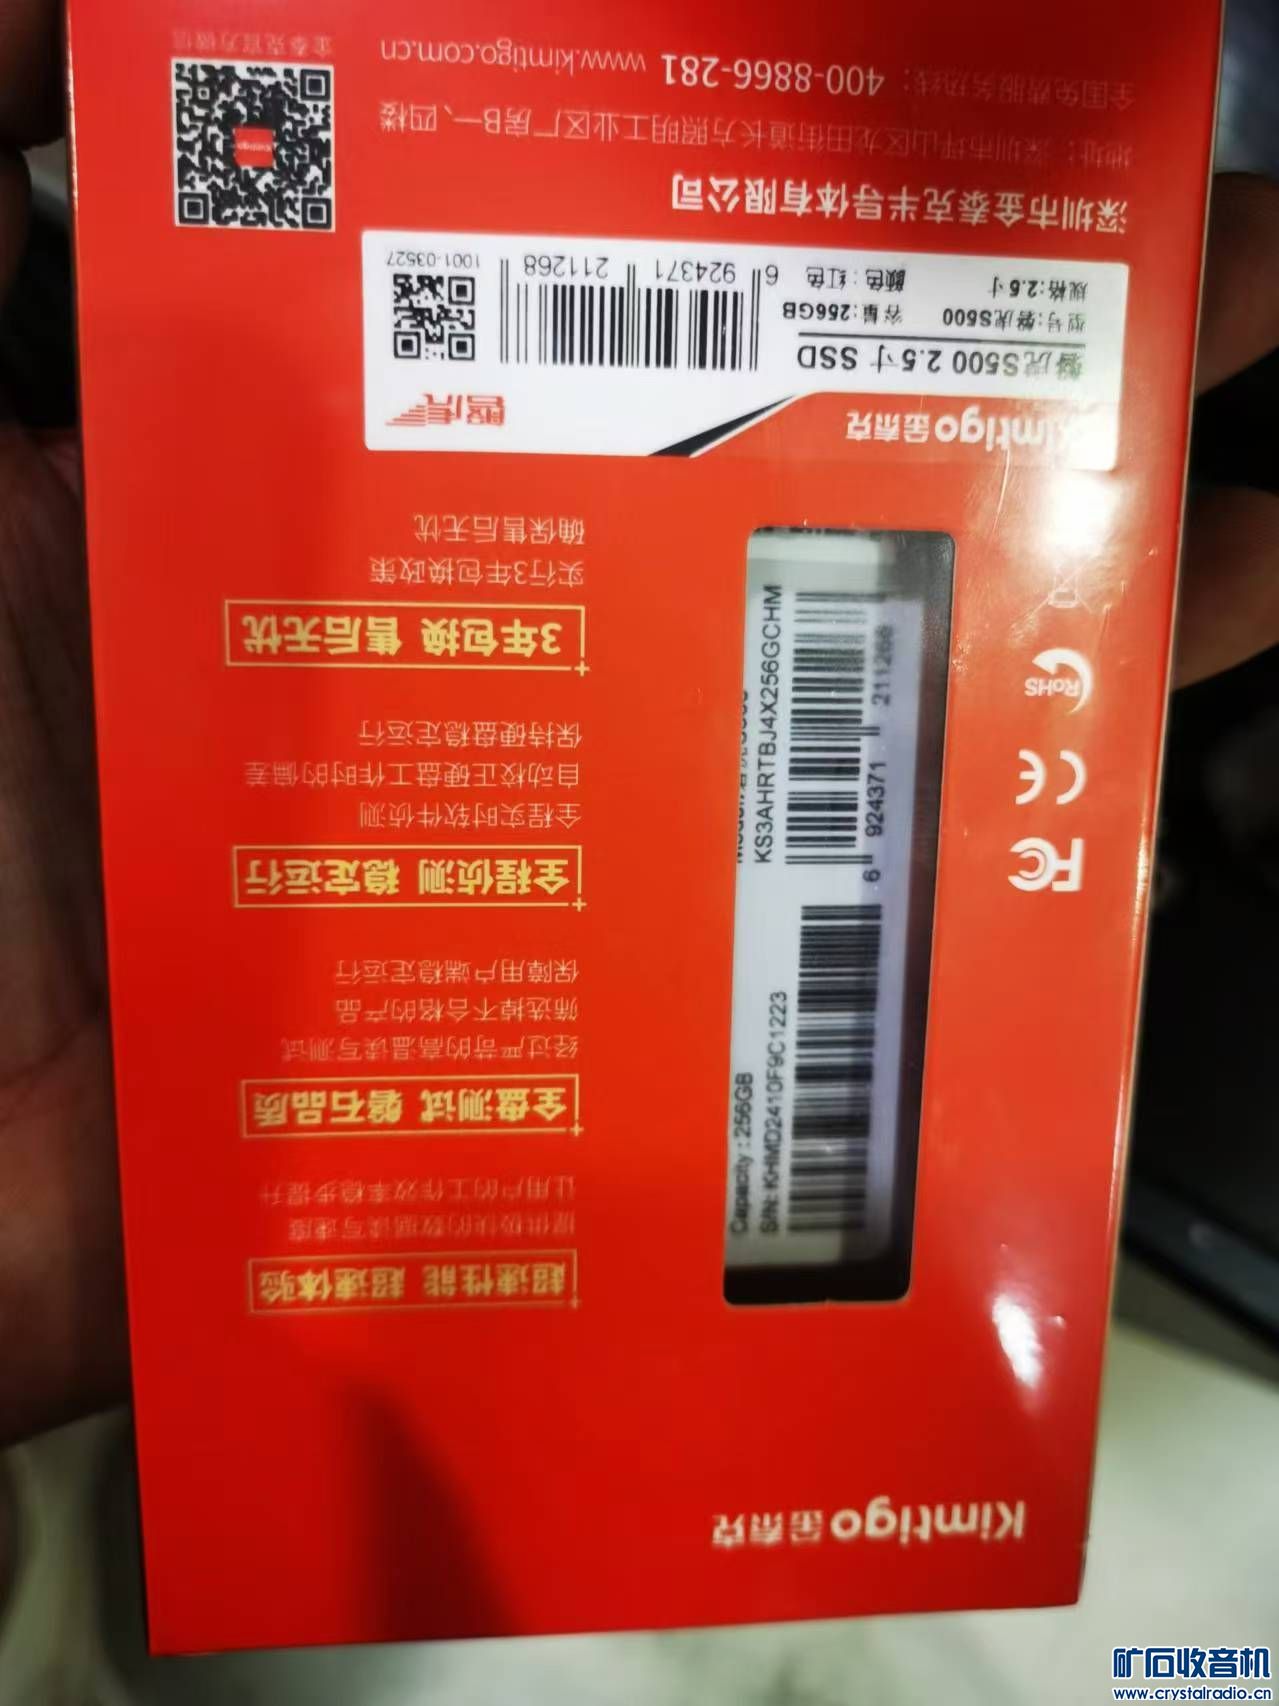 Kimtigo金泰克
超速性能 超速体验
提供极快的数据读写速度
让用户的工作效率稳步提升
全盘测试 磐石品质
经过严苛的高温读写测试
筛选掉不合格的产品
保障用户端稳定运行
全程侦测 稳定运行
全程实时软件侦测
自动校正硬盘工作时的偏差
保持硬盘稳定运行
3年包换 售后无忧
实行3年包换政策
确保售后无忧
Capacity : 256GB
S/N: KHMD2410F9C1223
KS3AHRTBJ4X256GCHM
6 924371 211268
FC
CE
RoHS
Kimtigo金泰克
磐虎
磐虎S500 2.5寸 SSD
型号:磐虎S500 容量:256GB
规格:2.5寸 颜色:红色
6 924371 211268
1001-03527
深圳市金泰克半导体有限公司
地址：深圳市坪山区龙田街道长方照明工业区厂房B一、四楼
全国免费服务热线：400-8866-281 www.kimtigo.com.cn
Kimtigo
金泰克官方微信
矿石收音机
www.crystalradio.cn